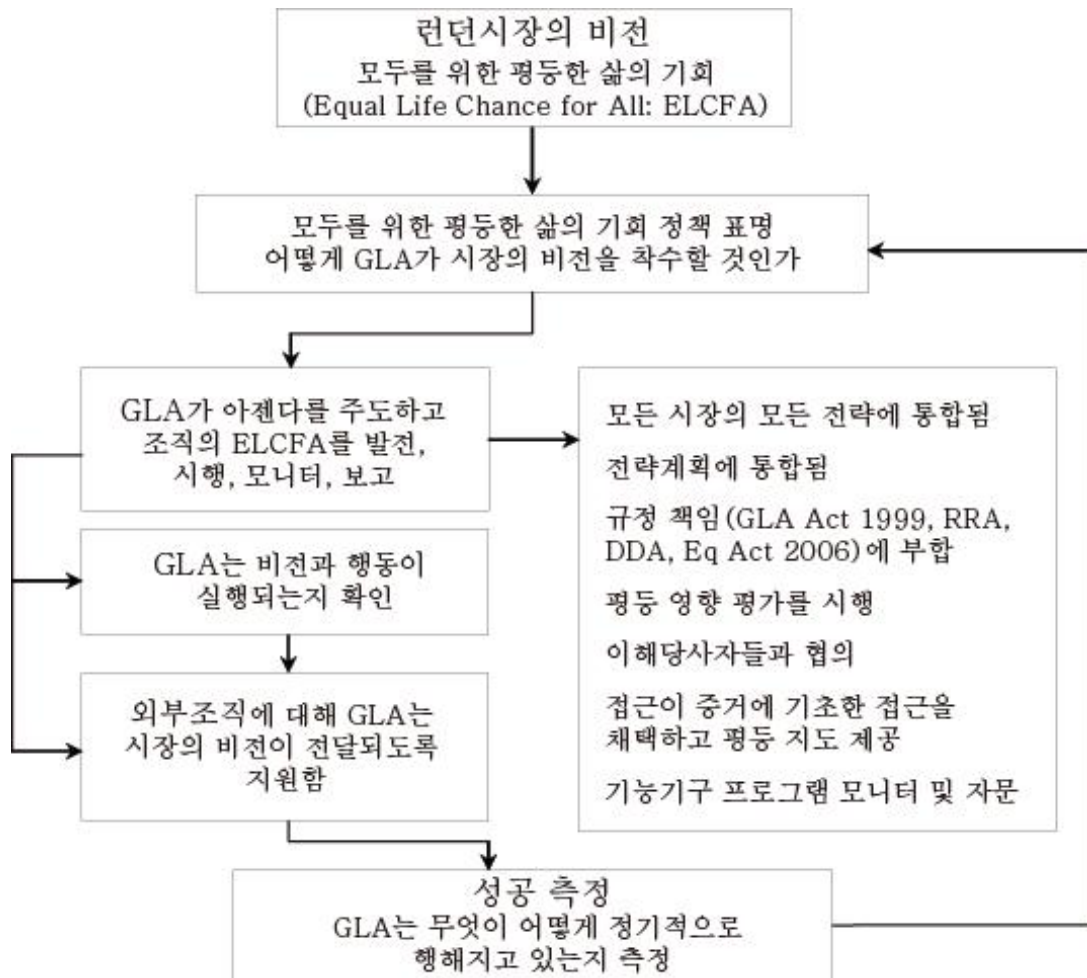 런던시장의 비전
모두를 위한 평등한 삶의 기회
(Equal Life Chance for All: ELCFA)
모두를 위한 평등한 삶의 기회 정책 표명
어떻게 GLA가 시장의 비전을 착수할 것인가
GLA가 아젠다를 주도하고
조직의 ELCFA를 발전,
시행, 모니터, 보고
GLA는 비전과 행동이
실행되는지 확인
외부조직에 대해 GLA는
시장의 비전이 전달되도록
지원함
모든 시장의 모든 전략에 통합됨
전략계획에 통합됨
규정 책임(GLA Act 1999, RRA,
DDA, Eq Act 2006)에 부합
평등 영향 평가를 시행
이해당사자들과 협의
접근이 증거에 기초한 접근을
채택하고 평등 지도 제공
기능기구 프로그램 모니터 및 자문
성공 측정
GLA는 무엇이 어떻게 정기적으로
행해지고 있는지 측정